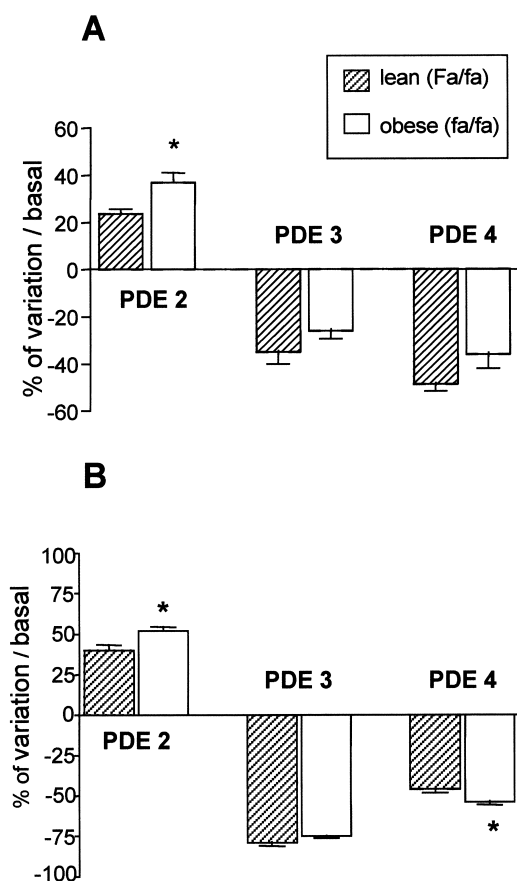 A
lean (Fa/fa)
obese (fa/fa)
% of variation / basal
60
40
20
0
-20
-40
-60
*
PDE 2
PDE 3
PDE 4
B
% of variation / basal
100
75
50
25
0
-25
-50
-75
-100
*
PDE 2
PDE 3
PDE 4
*